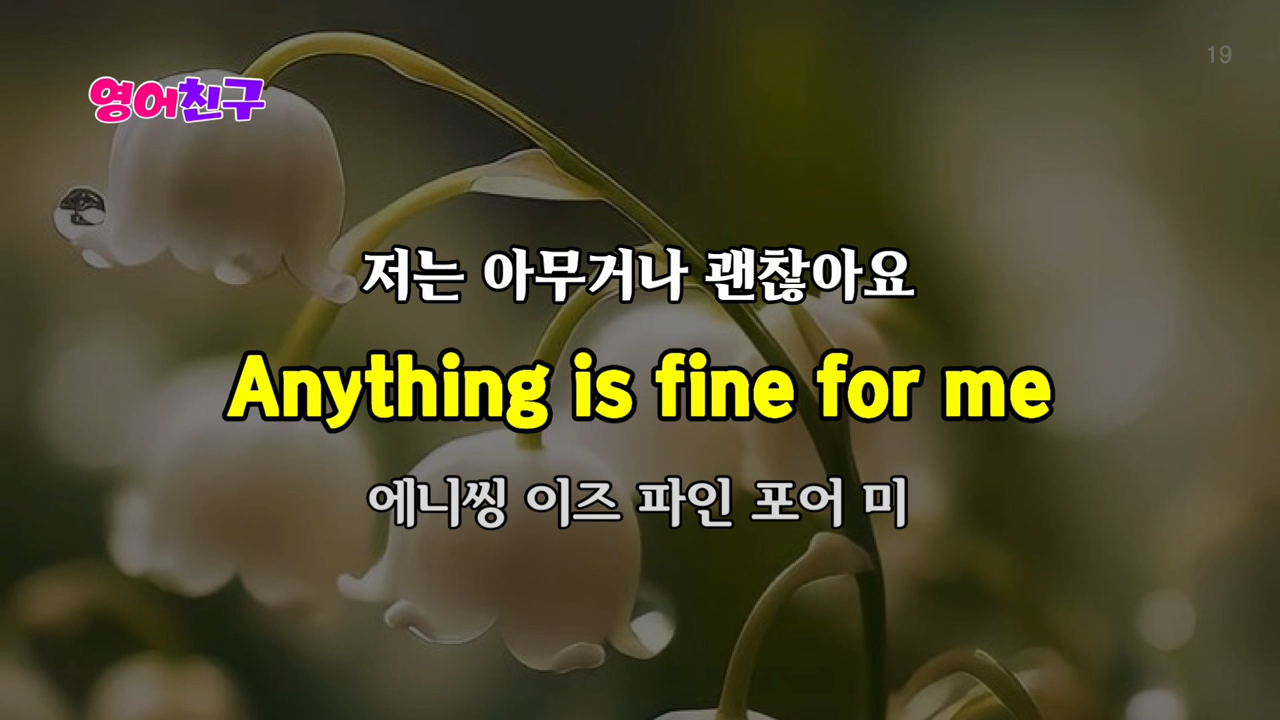 19
영어친구
저는 아무거나 괜찮아요
Anything is fine for me
에니씽 이즈 파인 포어 미